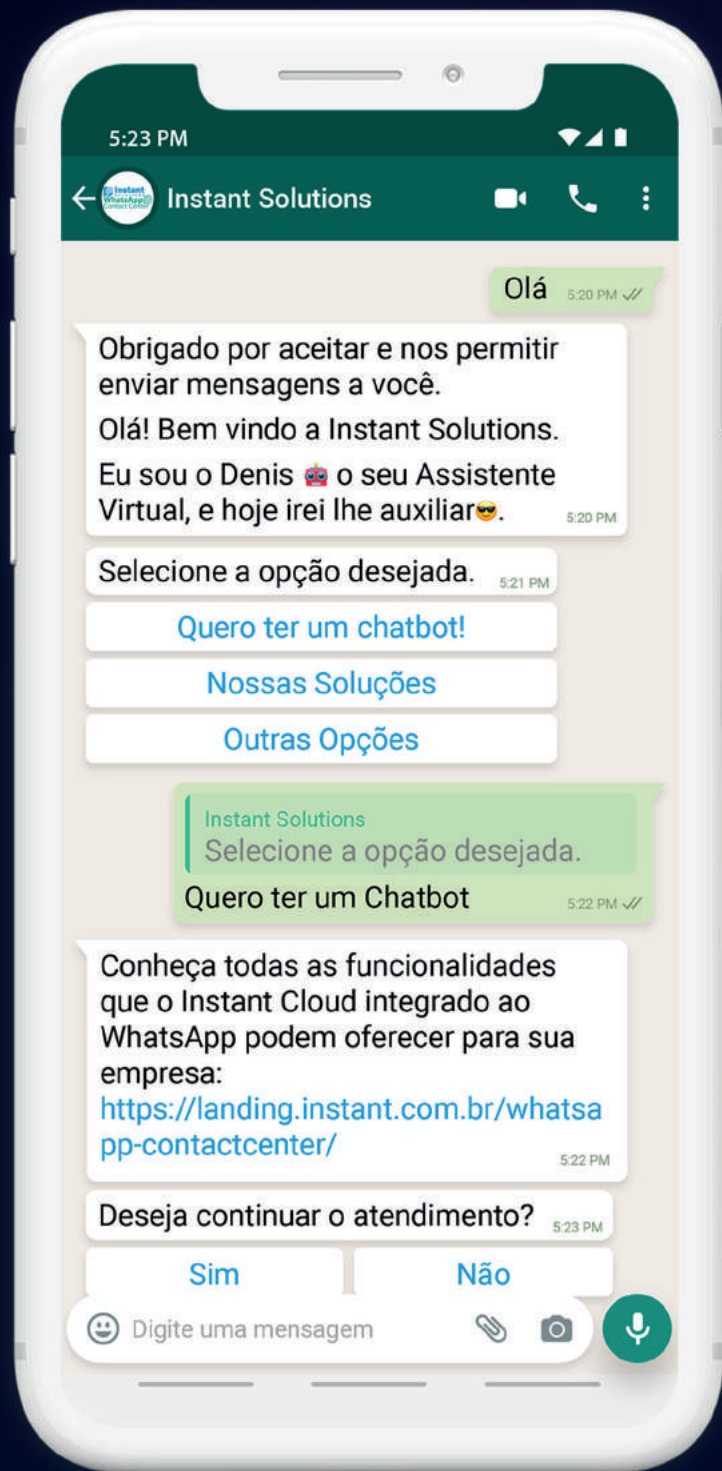 5:23 PM
Instant
WhatsApp
Contact Center
Instant Solutions
Olá 5:20 PM
Obrigado por aceitar e nos permitir
enviar mensagens a você.
Olá! Bem vindo a Instant Solutions.
Eu sou o Denis 🤖 o seu Assistente
Virtual, e hoje irei lhe auxiliar😎. 5:20 PM
Selecione a opção desejada. 5:21 PM
Quero ter um chatbot!
Nossas Soluções
Outras Opções
Instant Solutions
Selecione a opção desejada.
Quero ter um Chatbot 5:22 PM
Conheça todas as funcionalidades
que o Instant Cloud integrado ao
WhatsApp podem oferecer para sua
empresa:
https://landing.instant.com.br/whatsa
pp-contactcenter/ 5:22 PM
Deseja continuar o atendimento? 5:23 PM
Sim Não
Digite uma mensagem